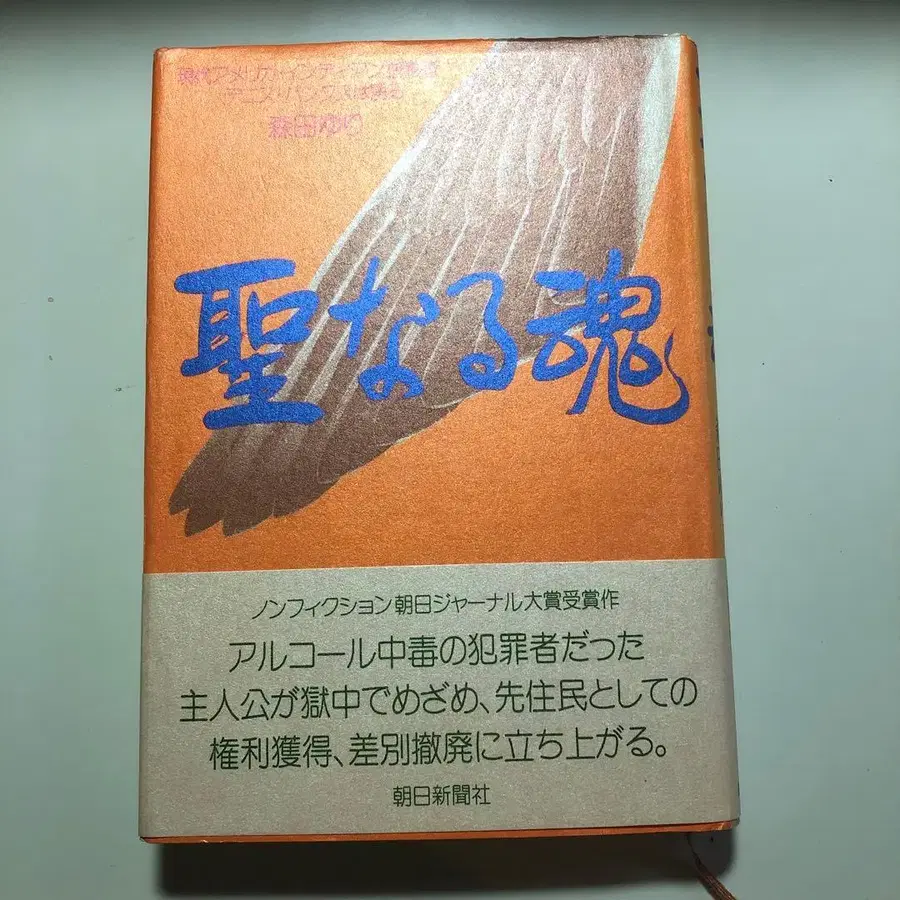 現代アメリカ・インディアン指導者
デニス・バンクスは語る
森田ゆり
聖なる魂
ノンフィクション朝日ジャーナル大賞受賞作
アルコール中毒の犯罪者だった
主人公が獄中でめざめ、先住民としての
権利獲得、差別撤廃に立ち上がる。
朝日新聞社